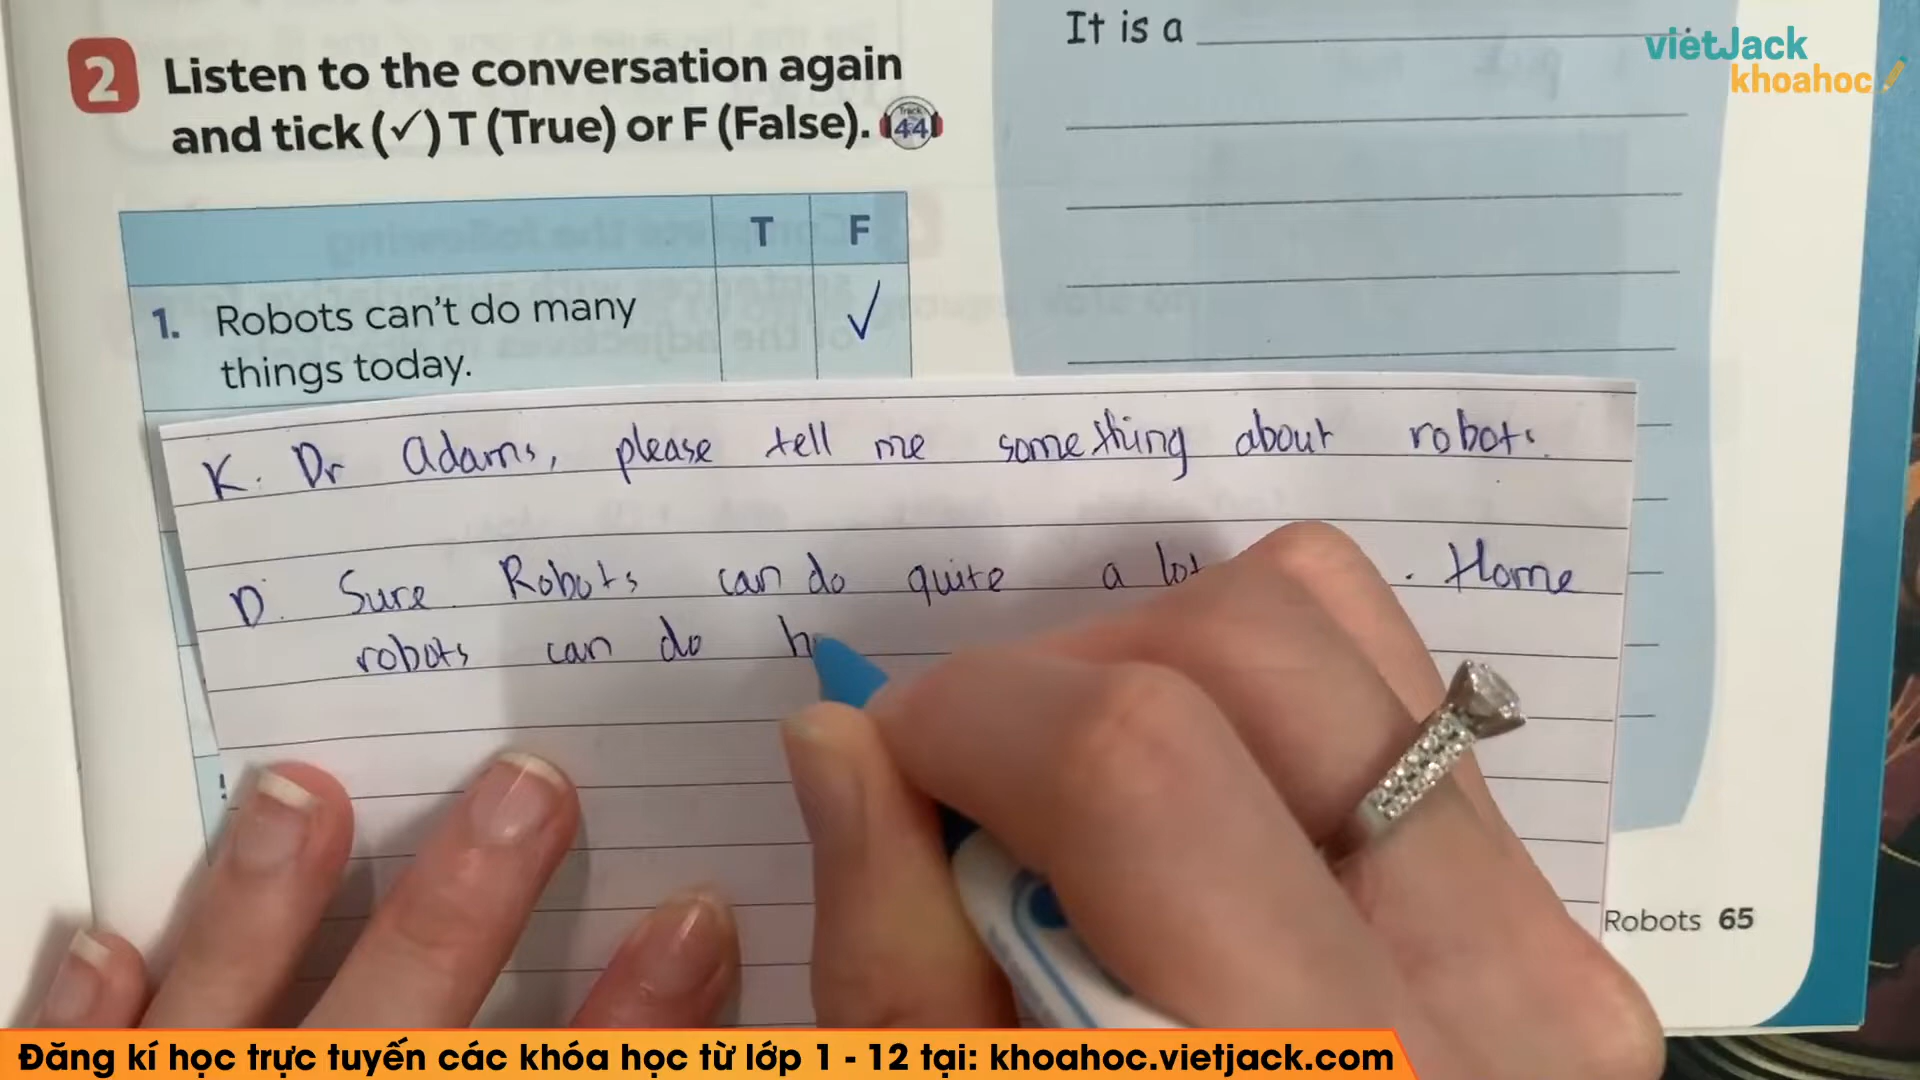 It is a
vietJack
khoahoc
2 Listen to the conversation again
and tick (✓) T (True) or F (False).
Track
44
T F
1. Robots can't do many ✓
things today.
K. Dr Adams, please tell me something about robots.
D. Sure. Robots can do quite a lot . Home
robots can do h
Robots 65
Đăng kí học trực tuyến các khóa học từ lớp 1 - 12 tại: khoahoc.vietjack.com